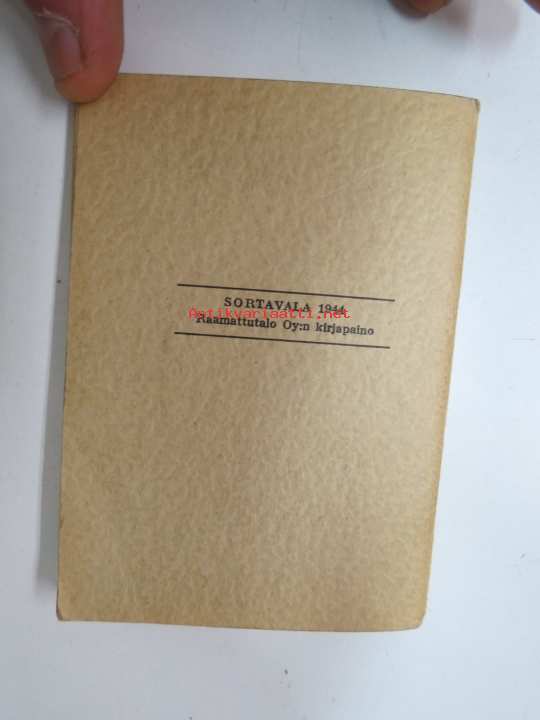 SORTAVALA 1944
Antikvariaatti.net
Raamattutalo Oy:n kirjapaino